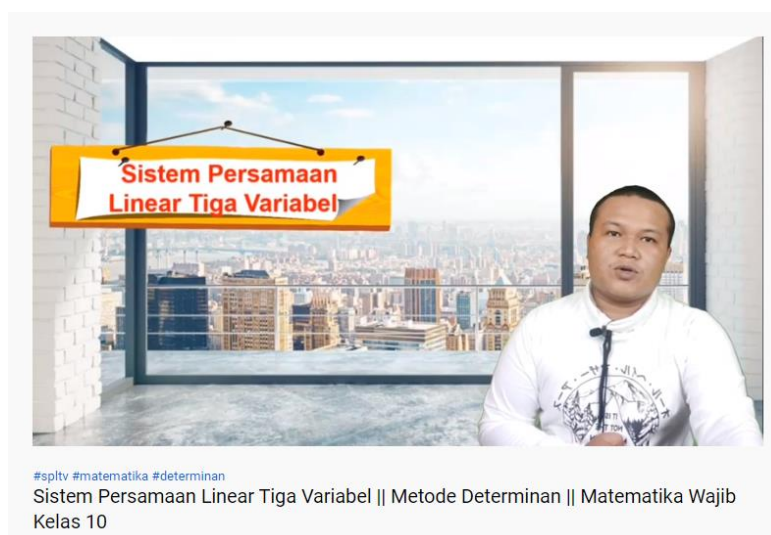 Sistem Persamaan
Linear Tiga Variabel
#spltv #matematika #determinan
Sistem Persamaan Linear Tiga Variabel || Metode Determinan || Matematika Wajib
Kelas 10